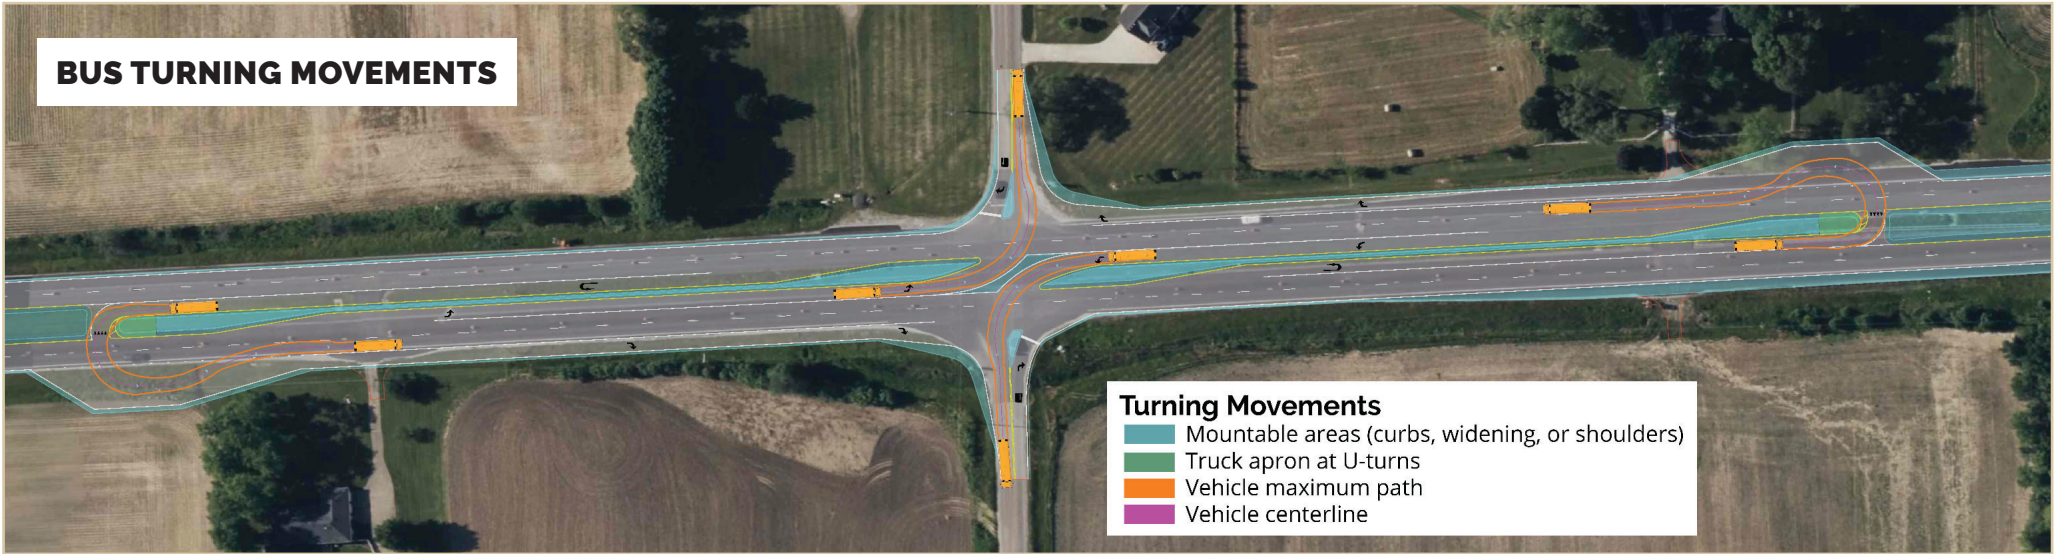 BUS TURNING MOVEMENTS
Turning Movements
Mountable areas (curbs, widening, or shoulders)
Truck apron at U-turns
Vehicle maximum path
Vehicle centerline